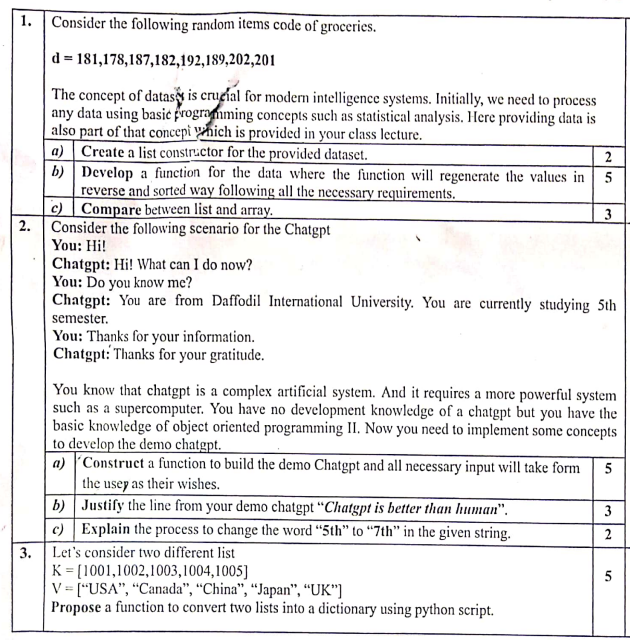 1. Consider the following random items code of groceries.
d = 181,178,187,182,192,189,202,201
The concept of datasets is crucial for modern intelligence systems. Initially, we need to process
any data using basic programming concepts such as statistical analysis. Here providing data is
also part of that concept which is provided in your class lecture.
a) Create a list constructor for the provided dataset. 2
b) Develop a function for the data where the function will regenerate the values in 5
reverse and sorted way following all the necessary requirements.
c) Compare between list and array. 3
2. Consider the following scenario for the Chatgpt
You: Hi!
Chatgpt: Hi! What can I do now?
You: Do you know me?
Chatgpt: You are from Daffodil International University. You are currently studying 5th
semester.
You: Thanks for your information.
Chatgpt: Thanks for your gratitude.
You know that chatgpt is a complex artificial system. And it requires a more powerful system
such as a supercomputer. You have no development knowledge of a chatgpt but you have the
basic knowledge of object oriented programming II. Now you need to implement some concepts
to develop the demo chatgpt.
a) Construct a function to build the demo Chatgpt and all necessary input will take form 5
the user as their wishes.
b) Justify the line from your demo chatgpt “Chatgpt is better than human”. 3
c) Explain the process to change the word “5th” to “7th” in the given string. 2
3. Let's consider two different list
K = [1001,1002,1003,1004,1005] 5
V = [“USA”, “Canada”, “China”, “Japan”, “UK”]
Propose a function to convert two lists into a dictionary using python script.